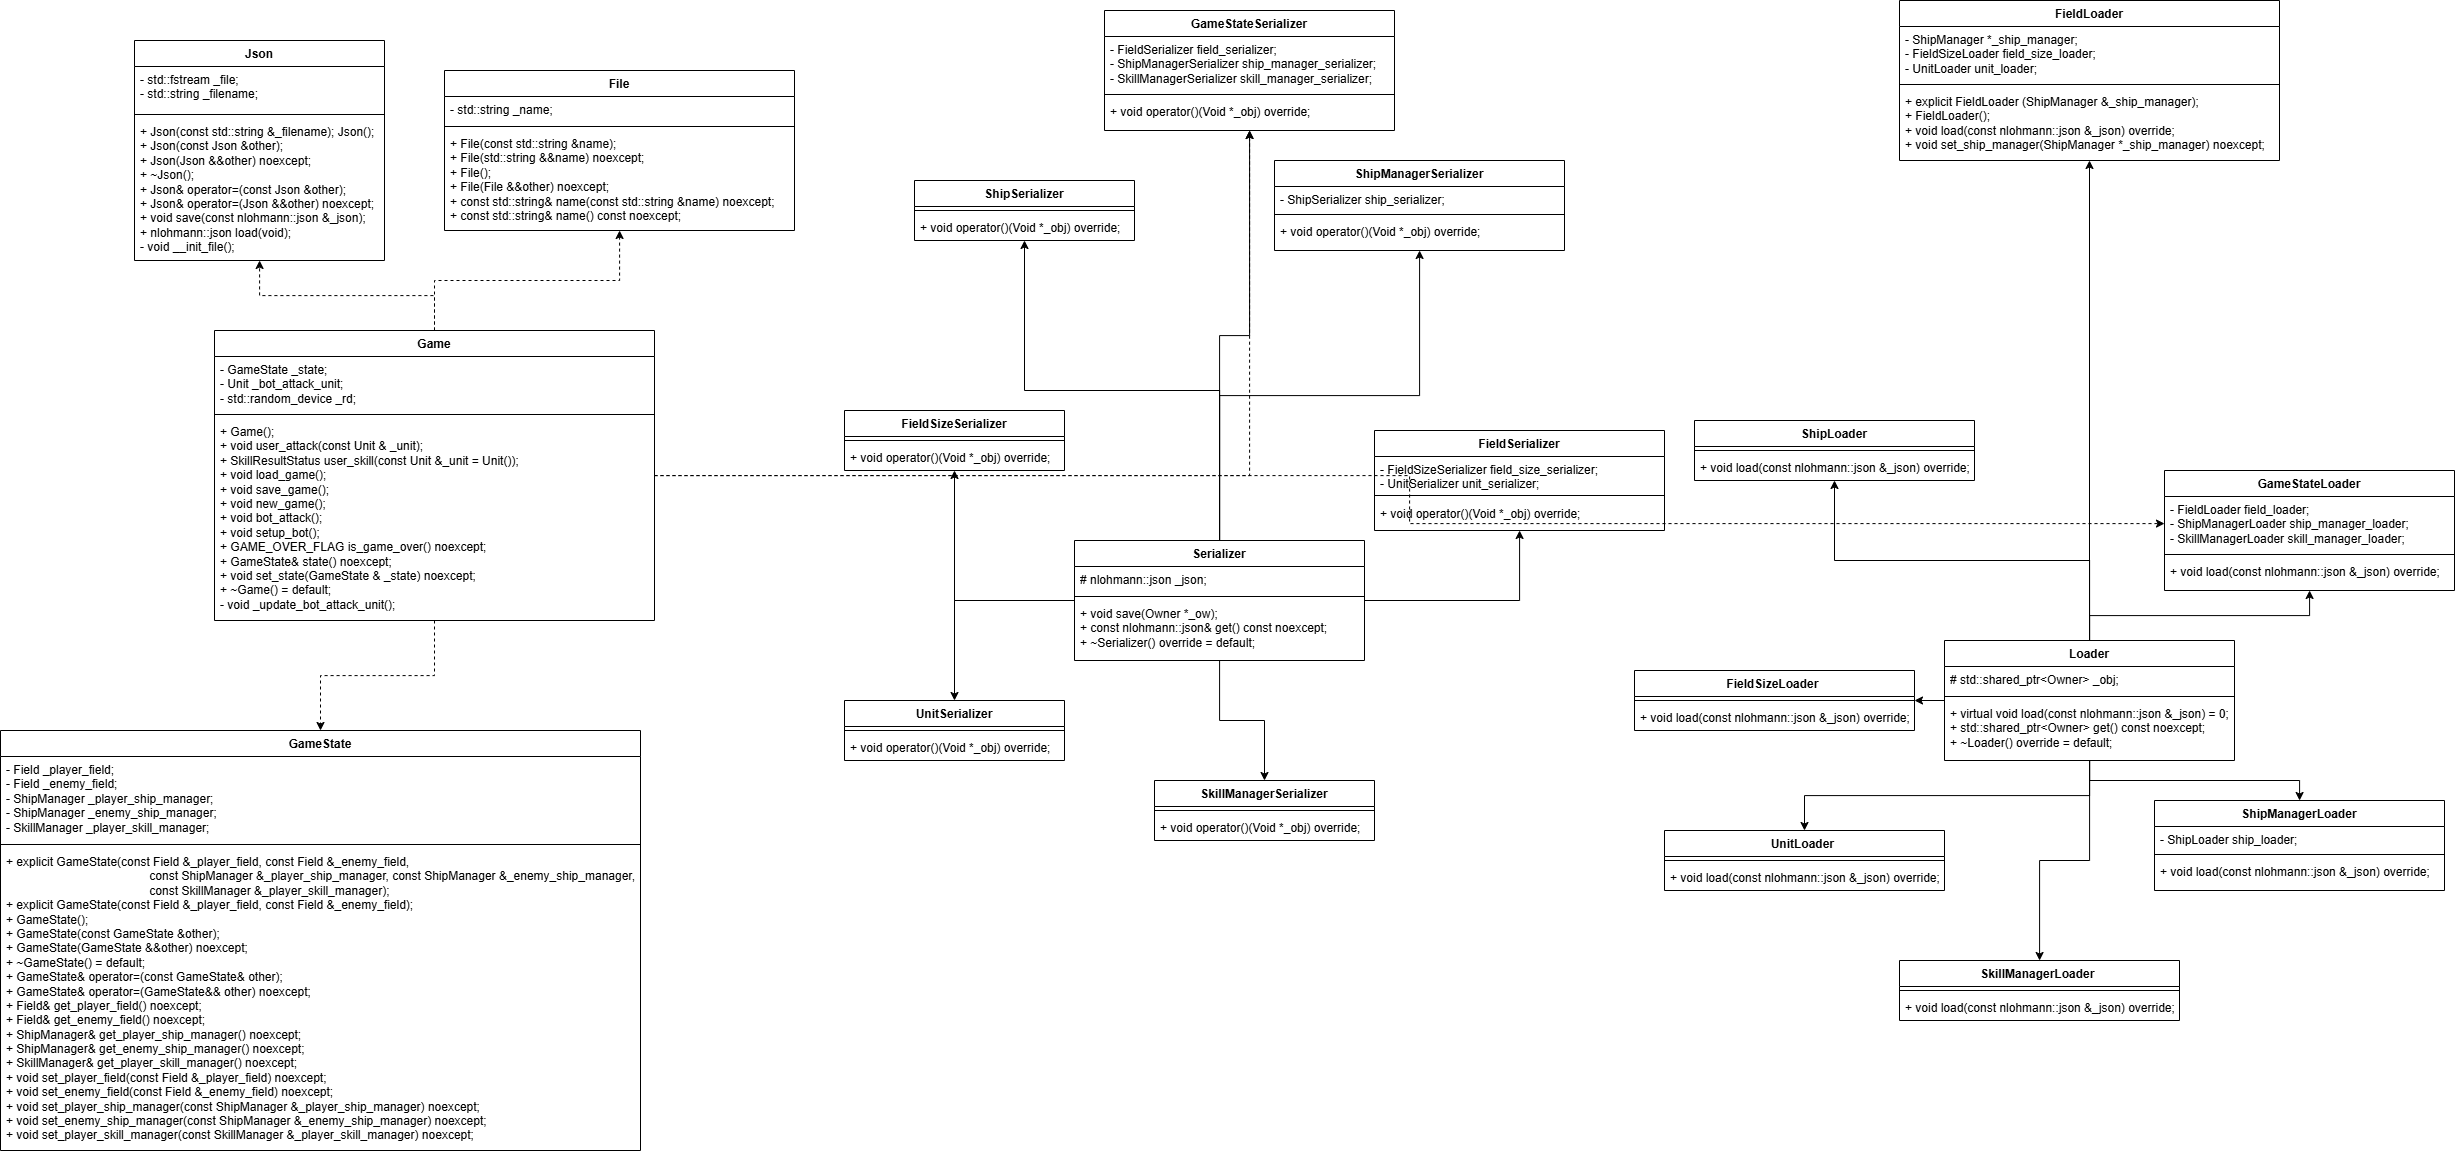 Json
- std::fstream _file;
- std::string _filename;
+ Json(const std::string &_filename); Json();
+ Json(const Json &other);
+ Json(Json &&other) noexcept;
+ ~Json();
+ Json& operator=(const Json &other);
+ Json& operator=(Json &&other) noexcept;
+ void save(const nlohmann::json &_json);
+ nlohmann::json load(void);
- void __init_file();
File
- std::string _name;
+ File(const std::string &name);
+ File(std::string &&name) noexcept;
+ File();
+ File(File &&other) noexcept;
+ const std::string& name(const std::string &name) noexcept;
+ const std::string& name() const noexcept;
Game
- GameState _state;
- Unit _bot_attack_unit;
- std::random_device _rd;
+ Game();
+ void user_attack(const Unit & _unit);
+ SkillResultStatus user_skill(const Unit &_unit = Unit());
+ void load_game();
+ void save_game();
+ void new_game();
+ void bot_attack();
+ void setup_bot();
+ GAME_OVER_FLAG is_game_over() noexcept;
+ GameState& state() noexcept;
+ void set_state(GameState & _state) noexcept;
+ ~Game() = default;
- void _update_bot_attack_unit();
GameState
- Field _player_field;
- Field _enemy_field;
- ShipManager _player_ship_manager;
- ShipManager _enemy_ship_manager;
- SkillManager _player_skill_manager;
+ explicit GameState(const Field &_player_field, const Field &_enemy_field,
const ShipManager &_player_ship_manager, const ShipManager &_enemy_ship_manager,
const SkillManager &_player_skill_manager);
+ explicit GameState(const Field &_player_field, const Field &_enemy_field);
+ GameState();
+ GameState(const GameState &other);
+ GameState(GameState &&other) noexcept;
+ ~GameState() = default;
+ GameState& operator=(const GameState& other);
+ GameState& operator=(GameState&& other) noexcept;
+ Field& get_player_field() noexcept;
+ Field& get_enemy_field() noexcept;
+ ShipManager& get_player_ship_manager() noexcept;
+ ShipManager& get_enemy_ship_manager() noexcept;
+ SkillManager& get_player_skill_manager() noexcept;
+ void set_player_field(const Field &_player_field) noexcept;
+ void set_enemy_field(const Field &_enemy_field) noexcept;
+ void set_player_ship_manager(const ShipManager &_player_ship_manager) noexcept;
+ void set_enemy_ship_manager(const ShipManager &_enemy_ship_manager) noexcept;
+ void set_player_skill_manager(const SkillManager &_player_skill_manager) noexcept;
GameStateSerializer
- FieldSerializer field_serializer;
- ShipManagerSerializer ship_manager_serializer;
- SkillManagerSerializer skill_manager_serializer;
+ void operator()(Void *_obj) override;
ShipSerializer
+ void operator()(Void *_obj) override;
ShipManagerSerializer
- ShipSerializer ship_serializer;
+ void operator()(Void *_obj) override;
FieldSizeSerializer
+ void operator()(Void *_obj) override;
FieldSerializer
- FieldSizeSerializer field_size_serializer;
- UnitSerializer unit_serializer;
+ void operator()(Void *_obj) override;
Serializer
# nlohmann::json _json;
+ void save(Owner *_ow);
+ const nlohmann::json& get() const noexcept;
+ ~Serializer() override = default;
UnitSerializer
+ void operator()(Void *_obj) override;
SkillManagerSerializer
+ void operator()(Void *_obj) override;
FieldLoader
- ShipManager *_ship_manager;
- FieldSizeLoader field_size_loader;
- UnitLoader unit_loader;
+ explicit FieldLoader (ShipManager &_ship_manager);
+ FieldLoader();
+ void load(const nlohmann::json &_json) override;
+ void set_ship_manager(ShipManager *_ship_manager) noexcept;
ShipLoader
+ void load(const nlohmann::json &_json) override;
GameStateLoader
- FieldLoader field_loader;
- ShipManagerLoader ship_manager_loader;
- SkillManagerLoader skill_manager_loader;
+ void load(const nlohmann::json &_json) override;
Loader
# std::shared_ptr<Owner> _obj;
+ virtual void load(const nlohmann::json &_json) = 0;
+ std::shared_ptr<Owner> get() const noexcept;
+ ~Loader() override = default;
FieldSizeLoader
+ void load(const nlohmann::json &_json) override;
UnitLoader
+ void load(const nlohmann::json &_json) override;
ShipManagerLoader
- ShipLoader ship_loader;
+ void load(const nlohmann::json &_json) override;
SkillManagerLoader
+ void load(const nlohmann::json &_json) override;